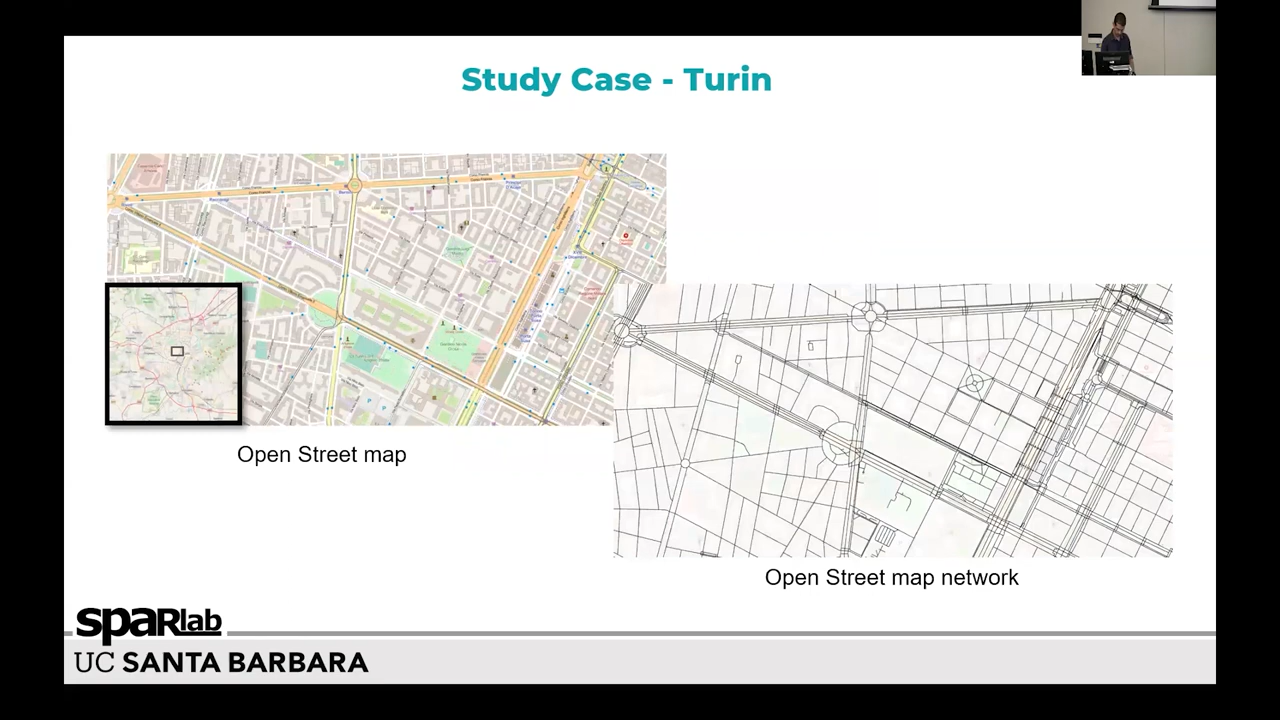 Study Case - Turin
Open Street map
Open Street map network
spaRlab
UC SANTA BARBARA